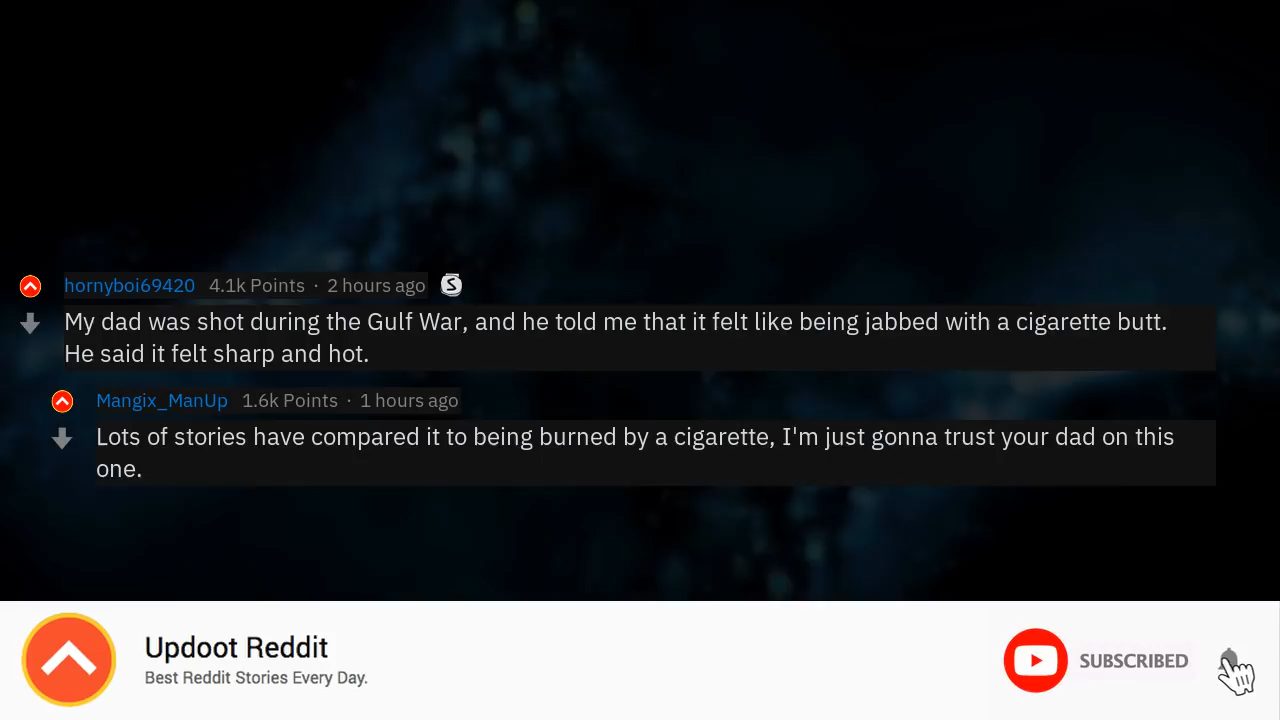 hornyboi69420 4.1k Points · 2 hours ago S
My dad was shot during the Gulf War, and he told me that it felt like being jabbed with a cigarette butt.
He said it felt sharp and hot.
Mangix_ManUp 1.6k Points · 1 hours ago
Lots of stories have compared it to being burned by a cigarette, I'm just gonna trust your dad on this
one.
Updoot Reddit
Best Reddit Stories Every Day.
SUBSCRIBED